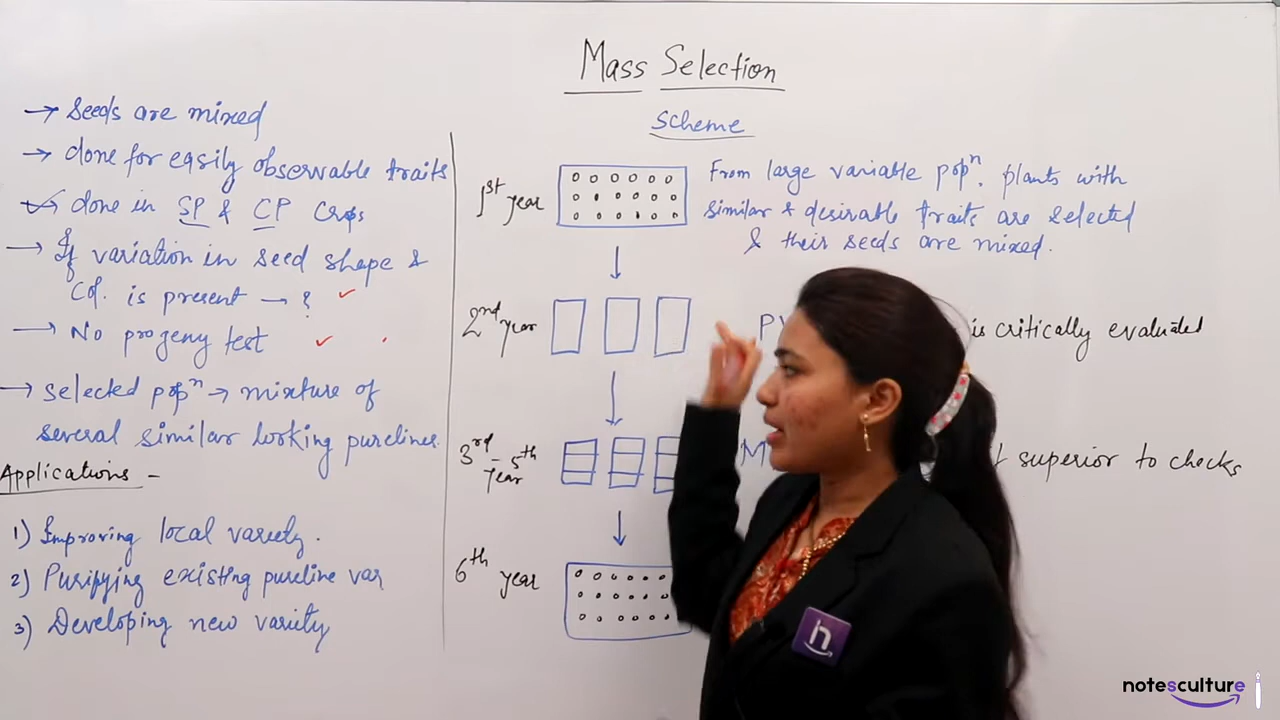 Mass Selection
Scheme
→ Seeds are mixed
→ done for easily observable traits
→ done in SP & CP Crops
→ If variation in seed shape &
Col. is present → ?
→ No progeny test
→ selected popⁿ → mixture of
several similar looking purelines.
Applications -
1) Improving local variety.
2) Purifying existing pureline var
3) Developing new variety
1st year
From large variable popⁿ, plants with
similar & desirable traits are selected
& their seeds are mixed.
2nd year
is critically evaluated
3rd - 5th
year
superior to checks
6th year
n
notesculture